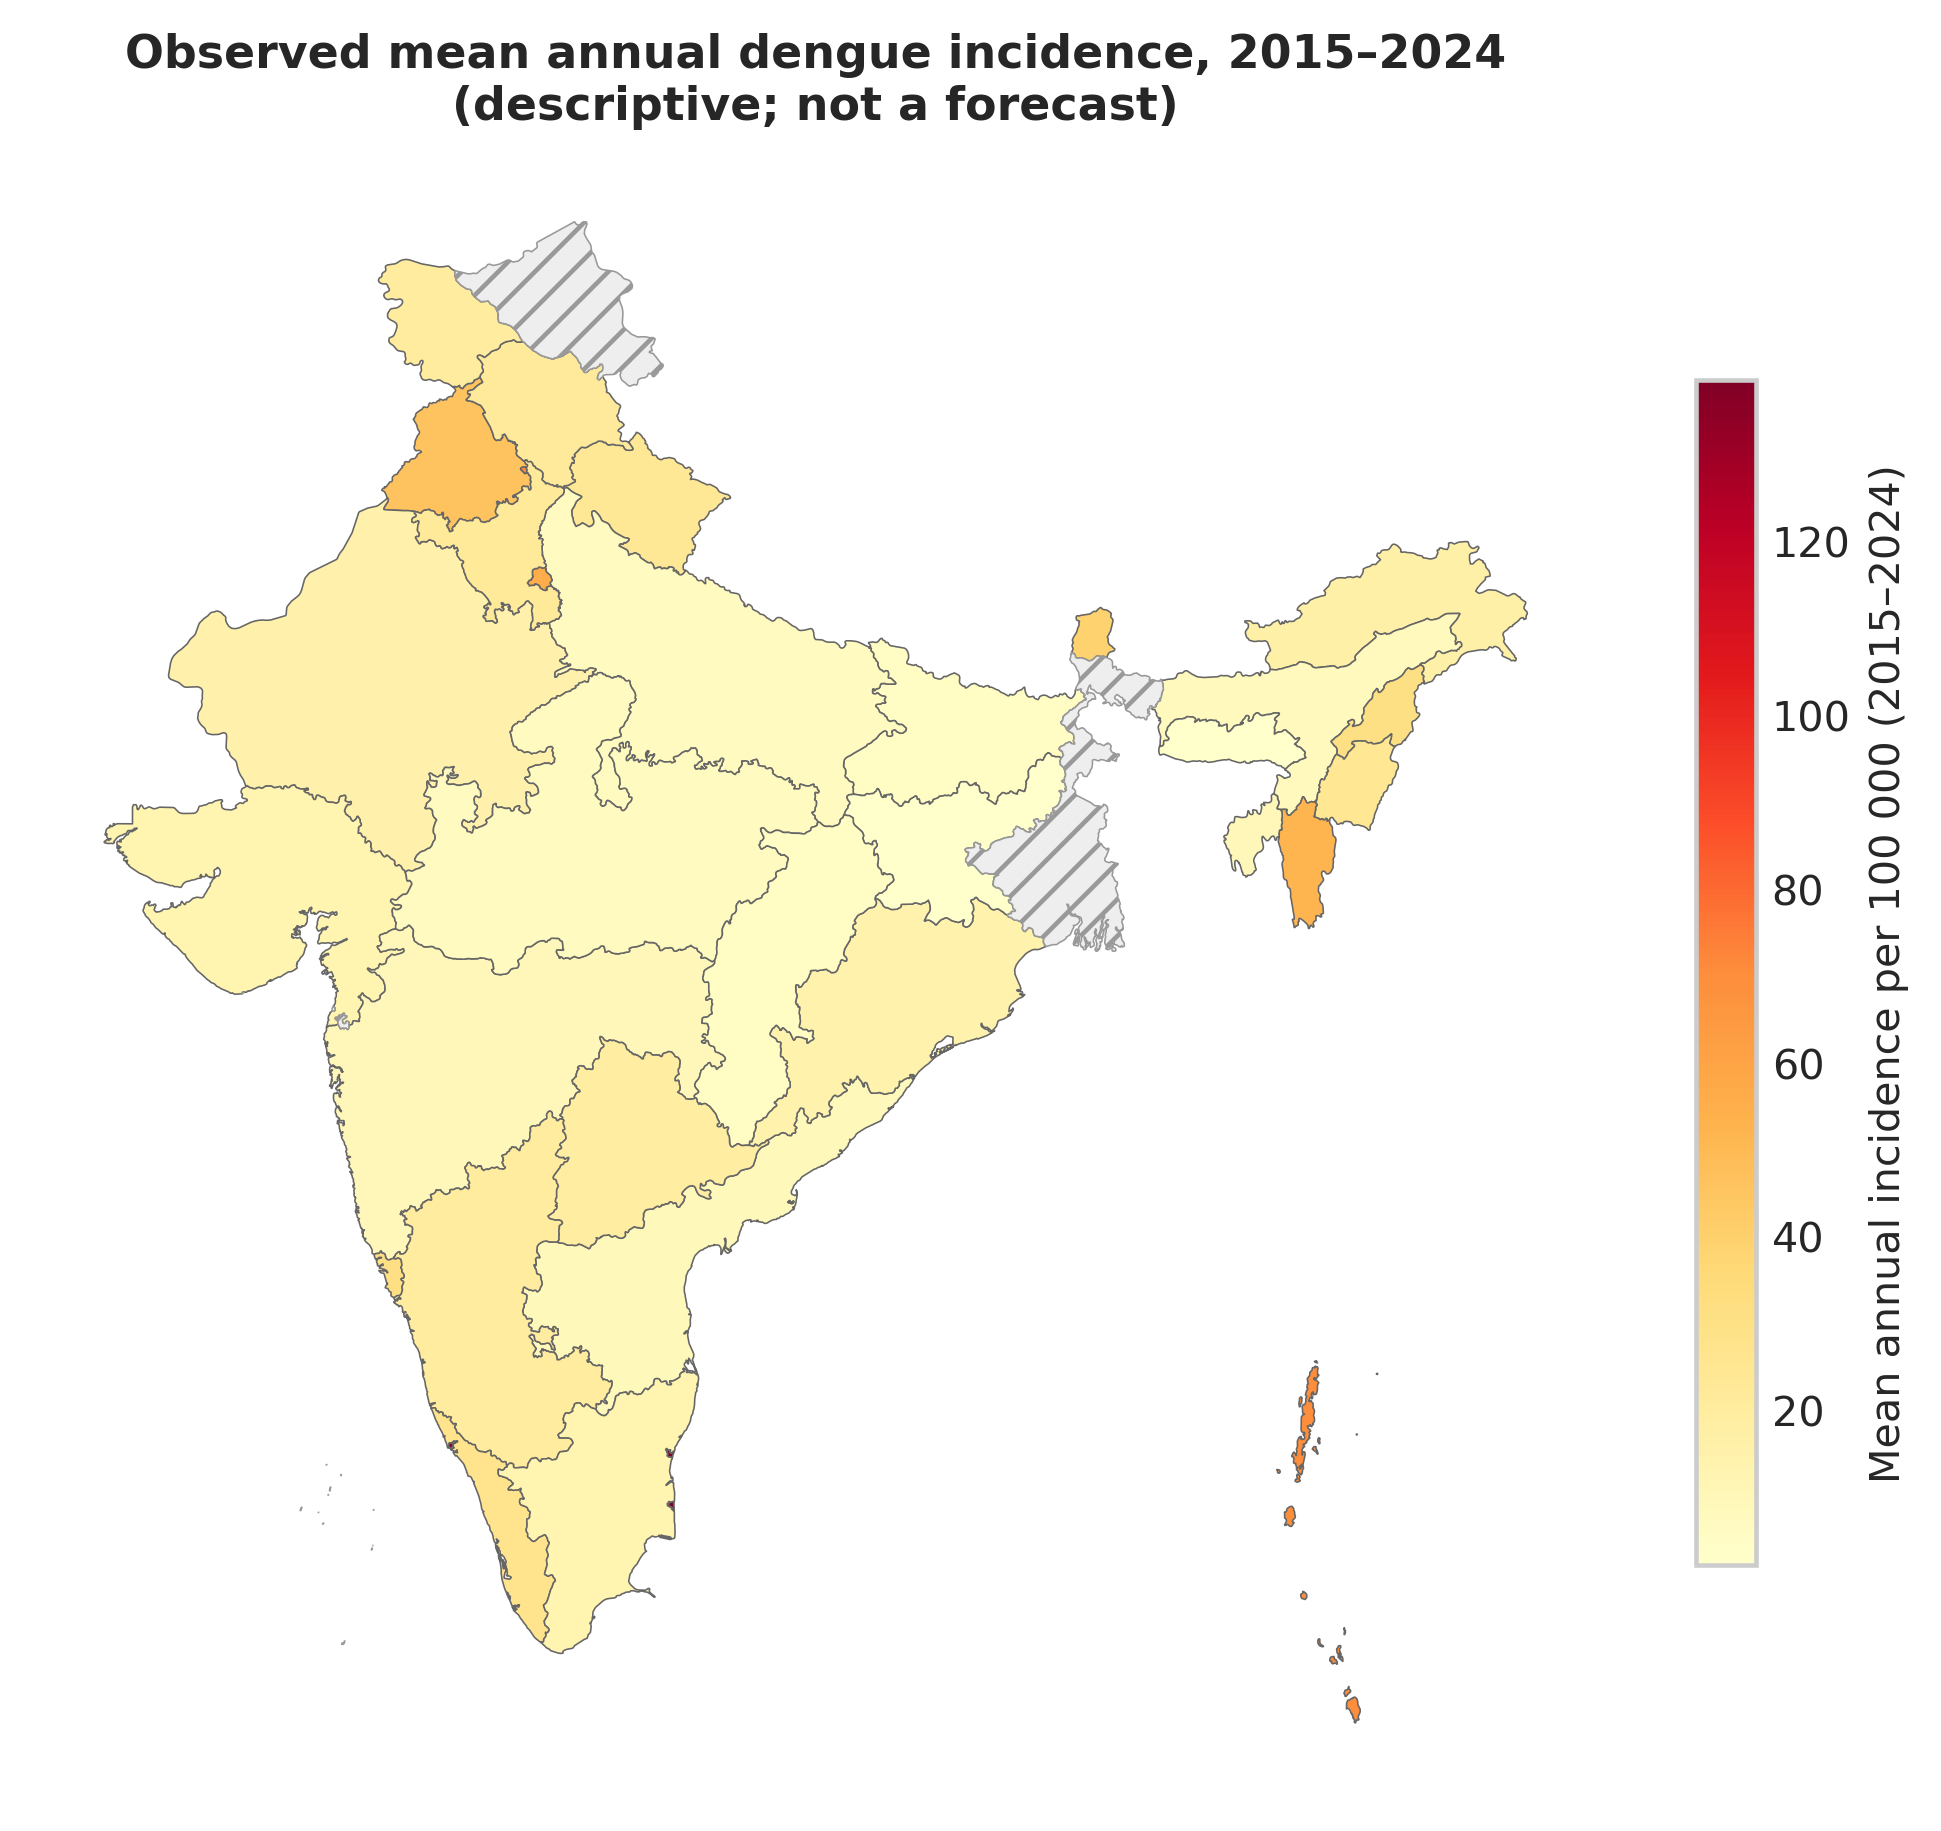 Observed mean annual dengue incidence, 2015–2024
(descriptive; not a forecast)
120
100
80
60
40
20
Mean annual incidence per 100 000 (2015–2024)